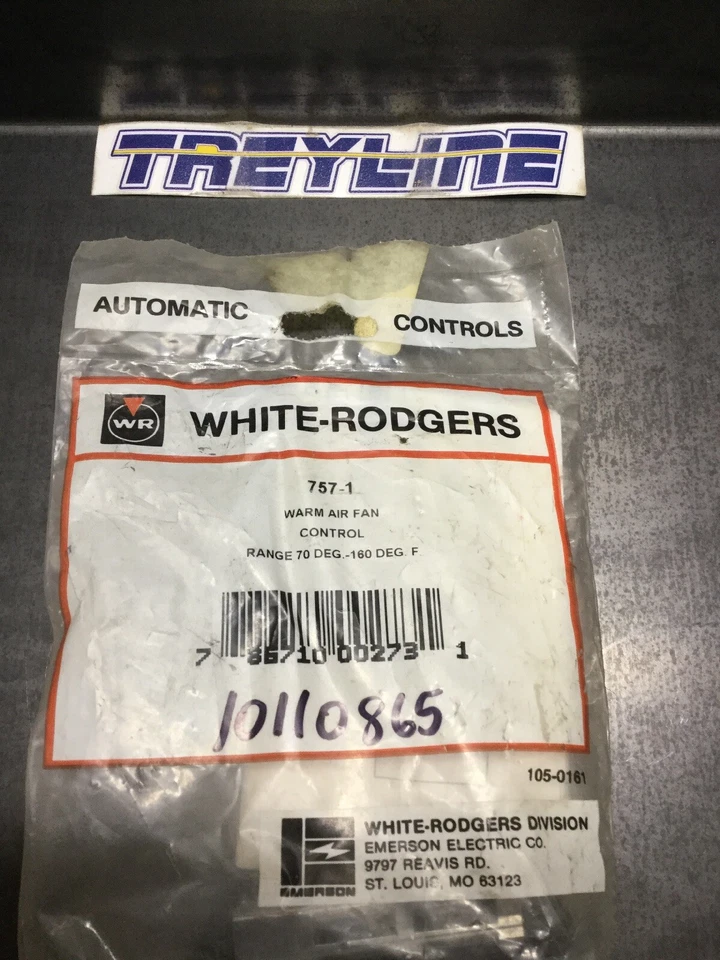 TREYLINE
AUTOMATIC CONTROLS
WR WHITE-RODGERS
757-1
WARM AIR FAN
CONTROL
RANGE 70 DEG.-160 DEG. F.
7 86710 00273 1
10110865
105-0161
WHITE-RODGERS DIVISION
EMERSON ELECTRIC CO.
9797 REAVIS RD.
ST. LOUIS, MO 63123
EMERSON